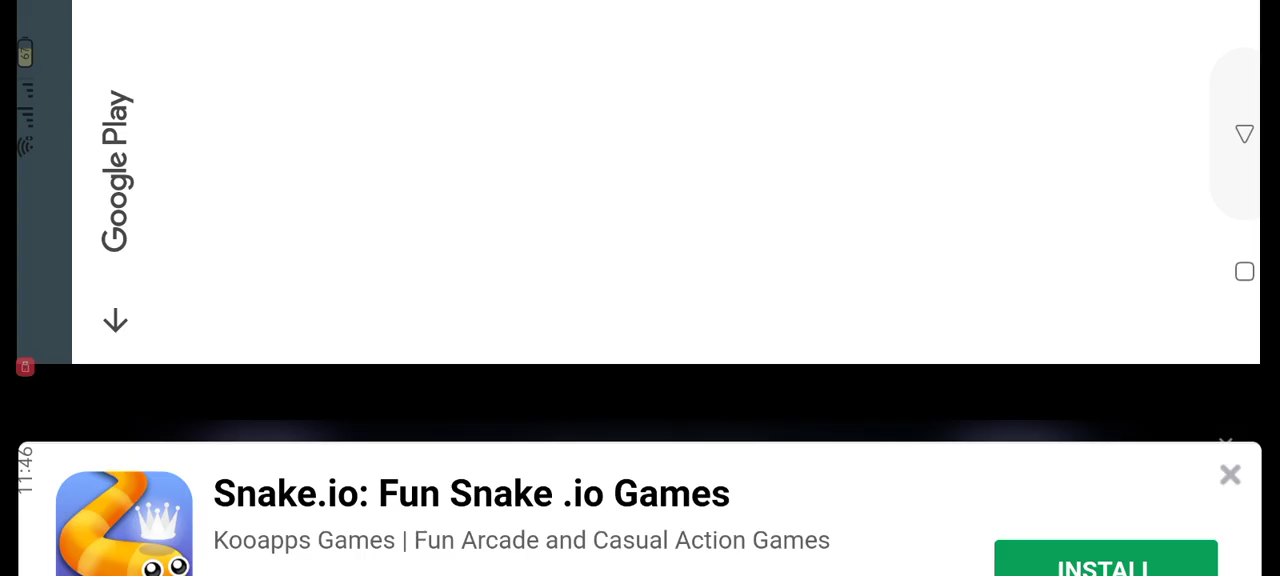 Google Play
11:46
Snake.io: Fun Snake .io Games
Kooapps Games | Fun Arcade and Casual Action Games
INSTALL